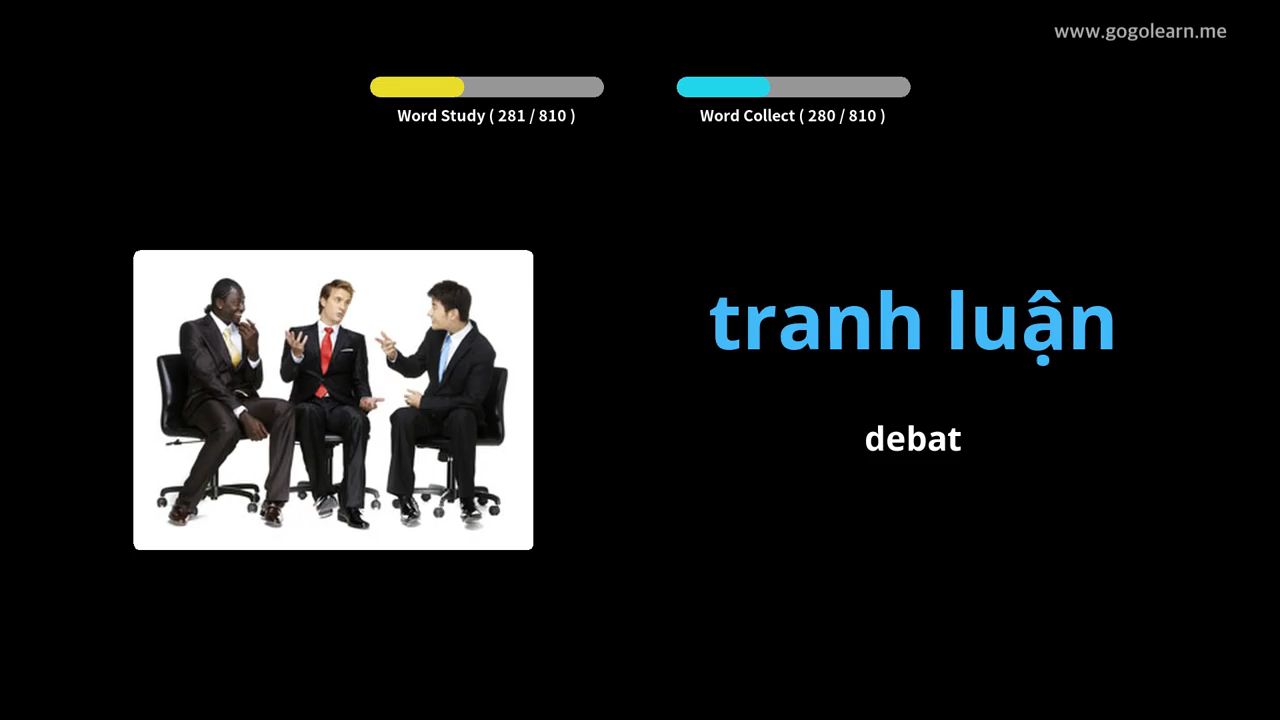 www.gogolearn.me
Word Study ( 281 / 810 )
Word Collect ( 280 / 810 )
tranh luận
debat